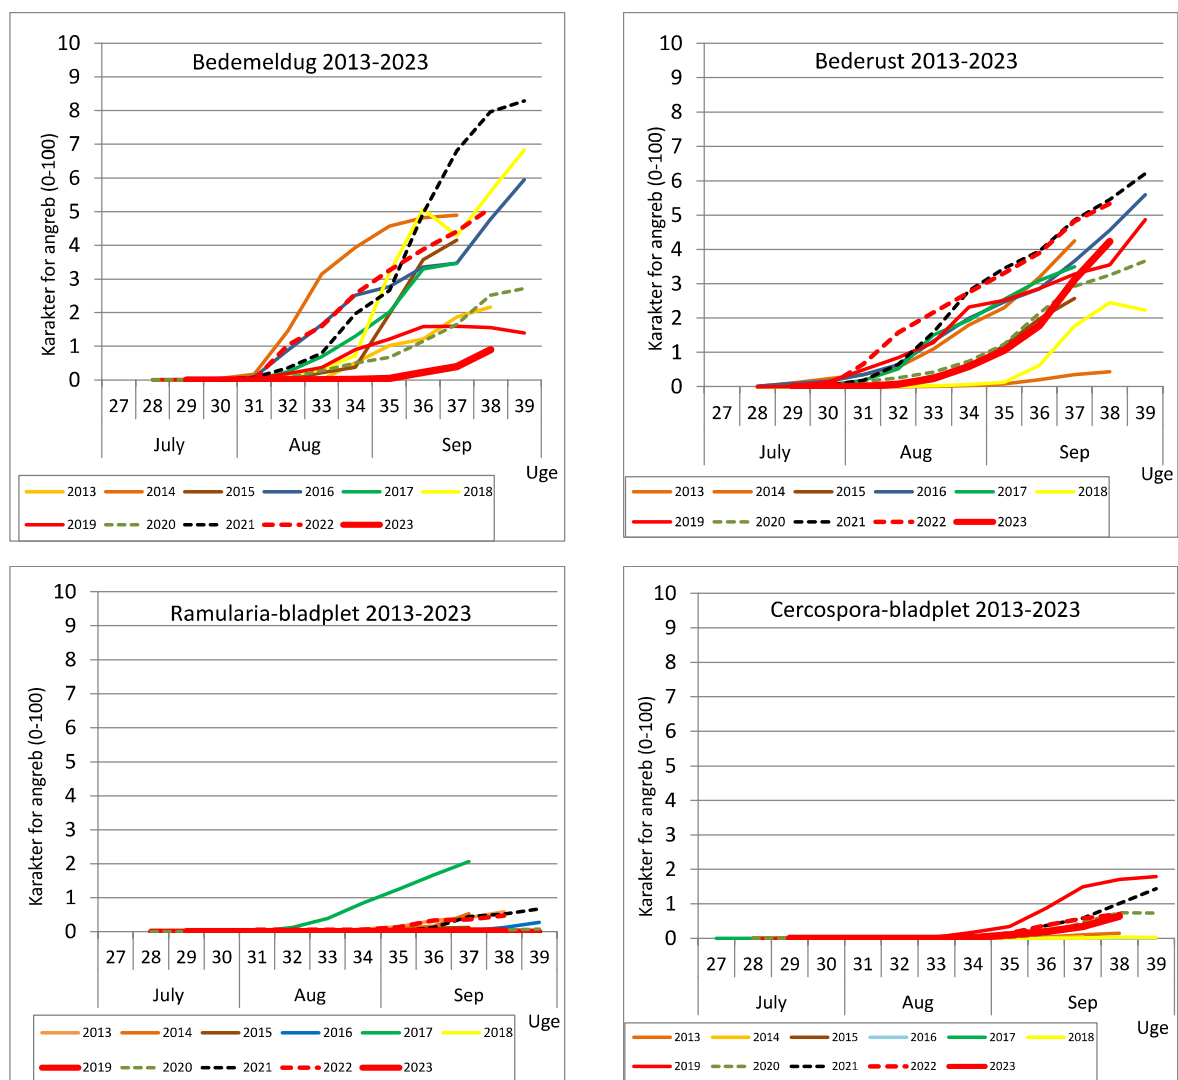 Bedemeldug 2013-2023
Karakter for angreb (0-100)
10
9
8
7
6
5
4
3
2
1
0
27 28 29 30 31 32 33 34 35 36 37 38 39
July Aug Sep
Uge
2013 2014 2015 2016 2017 2018
2019 2020 2021 2022 2023
Bederust 2013-2023
Karakter for angreb (0-100)
10
9
8
7
6
5
4
3
2
1
0
27 28 29 30 31 32 33 34 35 36 37 38 39
July Aug Sep
Uge
2013 2014 2015 2016 2017 2018
2019 2020 2021 2022 2023
Ramularia-bladplet 2013-2023
Karakter for angreb (0-100)
10
9
8
7
6
5
4
3
2
1
0
27 28 29 30 31 32 33 34 35 36 37 38 39
July Aug Sep
Uge
2013 2014 2015 2016 2017 2018
2019 2020 2021 2022 2023
Cercospora-bladplet 2013-2023
Karakter for angreb (0-100)
10
9
8
7
6
5
4
3
2
1
0
27 28 29 30 31 32 33 34 35 36 37 38 39
July Aug Sep
Uge
2013 2014 2015 2016 2017 2018
2019 2020 2021 2022 2023